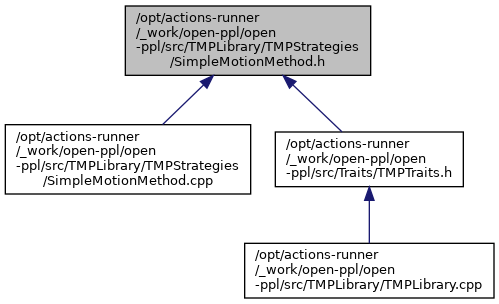 /opt/actions-runner
/_work/open-ppl/open
-ppl/src/TMPLibrary/TMPStrategies
/SimpleMotionMethod.h
/opt/actions-runner
/_work/open-ppl/open
-ppl/src/TMPLibrary/TMPStrategies
/SimpleMotionMethod.cpp
/opt/actions-runner
/_work/open-ppl/open
-ppl/src/Traits/TMPTraits.h
/opt/actions-runner
/_work/open-ppl/open
-ppl/src/TMPLibrary/TMPLibrary.cpp